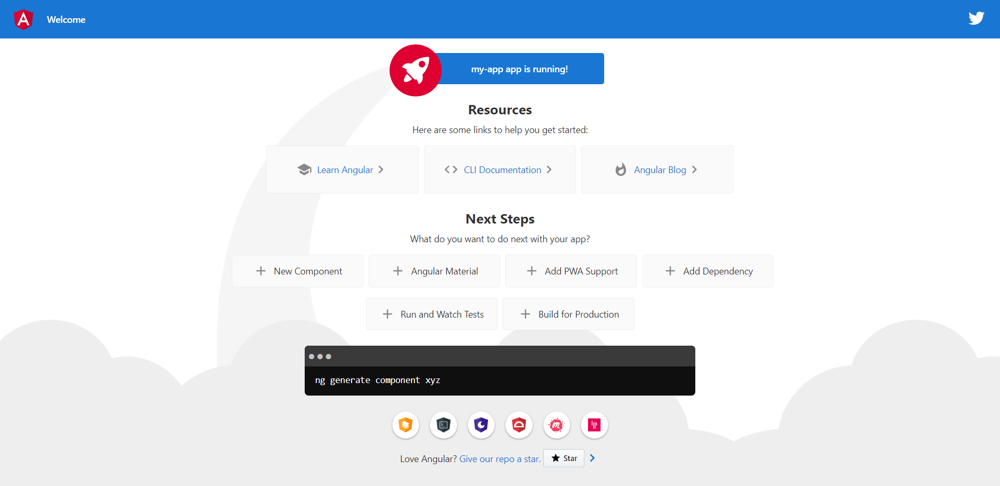 Welcome
my-app app is running!
Resources
Here are some links to help you get started:
Learn Angular
CLI Documentation
Angular Blog
Next Steps
What do you want to do next with your app?
New Component
Angular Material
Add PWA Support
Add Dependency
Run and Watch Tests
Build for Production
ng generate component xyz
Love Angular? Give our repo a star. Star